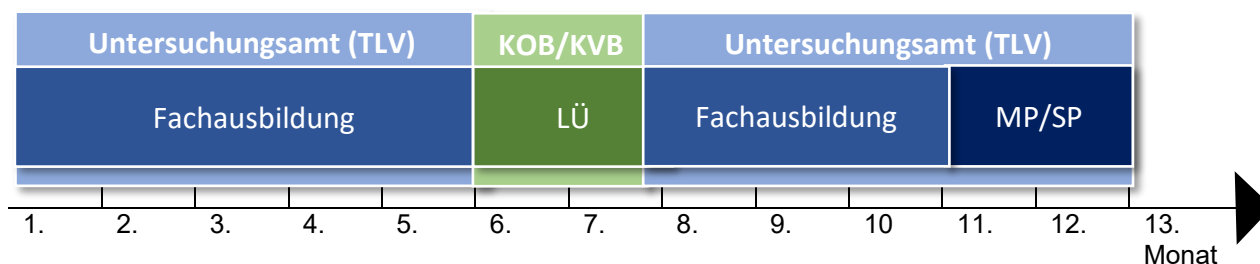 Untersuchungsamt (TLV) KOB/KVB Untersuchungsamt (TLV)
Fachausbildung LÜ Fachausbildung MP/SP
1. 2. 3. 4. 5. 6. 7. 8. 9. 10 11. 12. 13.
Monat